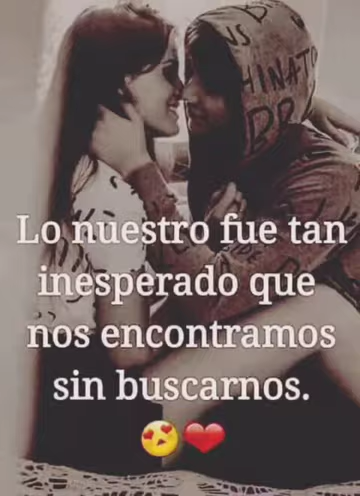 Lo nuestro fue tan
inesperado que
nos encontramos
sin buscarnos.
😍❤️